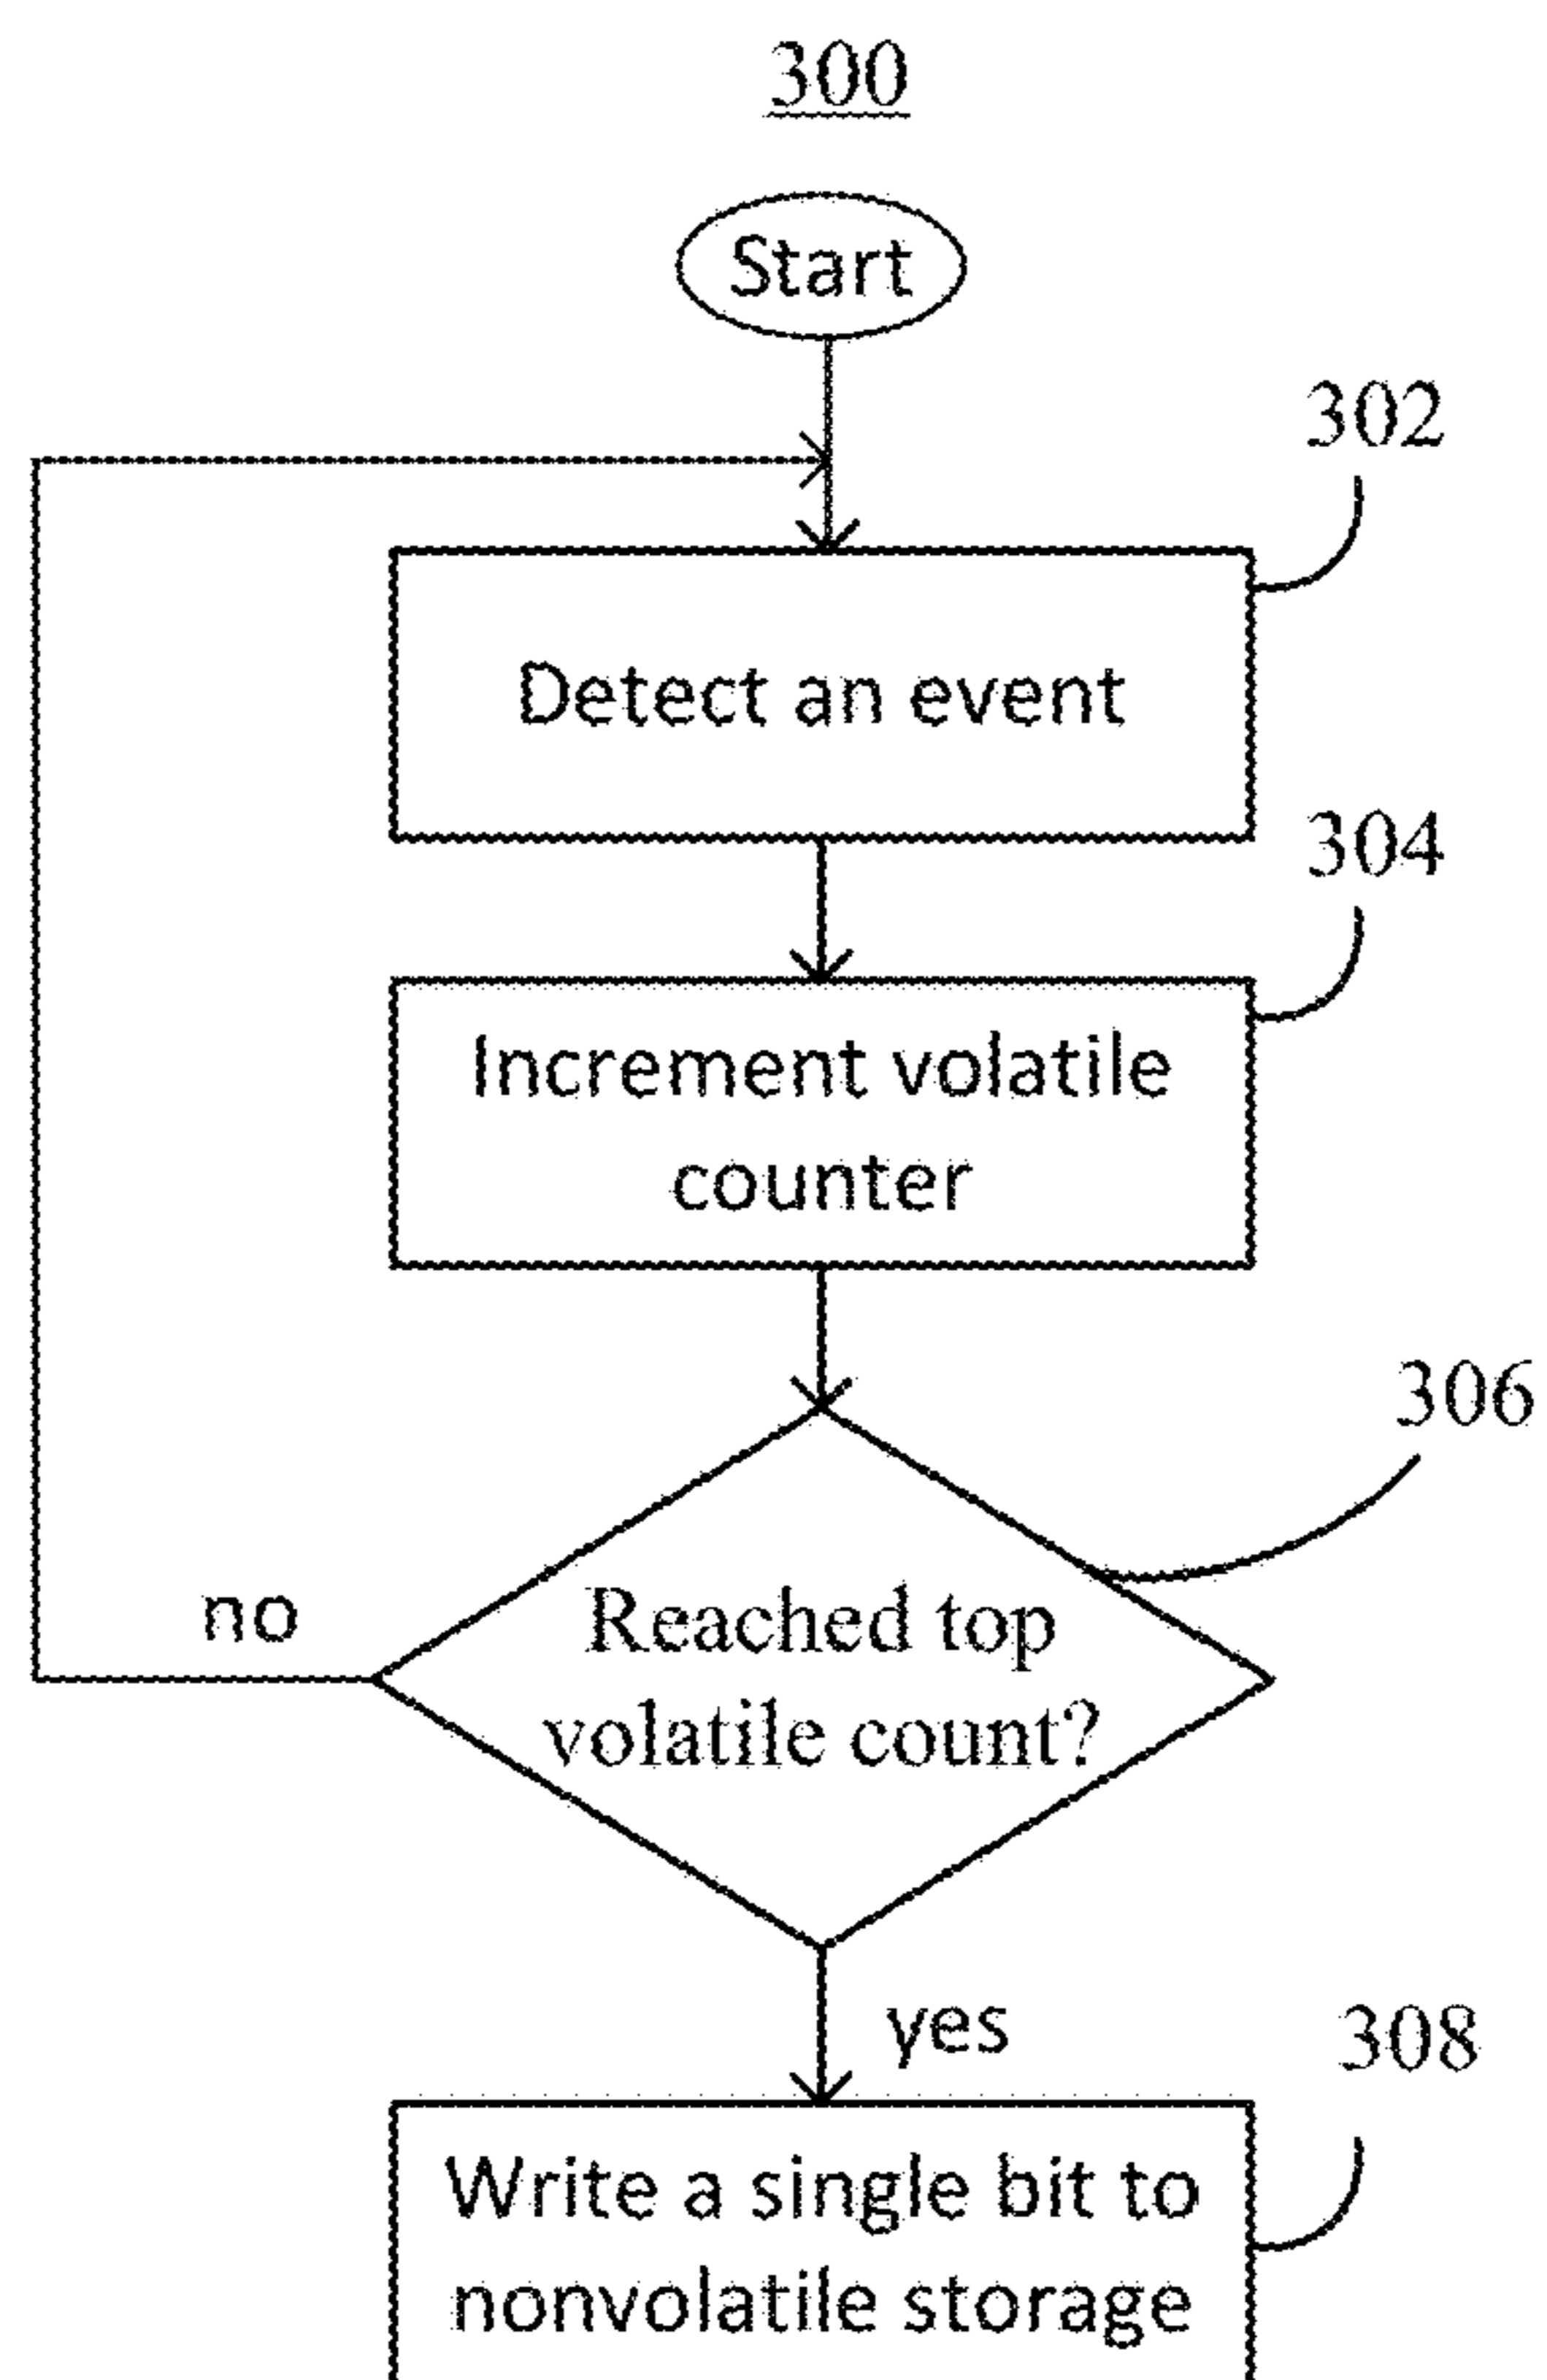 300
Start
302
Detect an event
304
Increment volatile
counter
306
Reached top
volatile count?
no
yes
308
Write a single bit to
nonvolatile storage